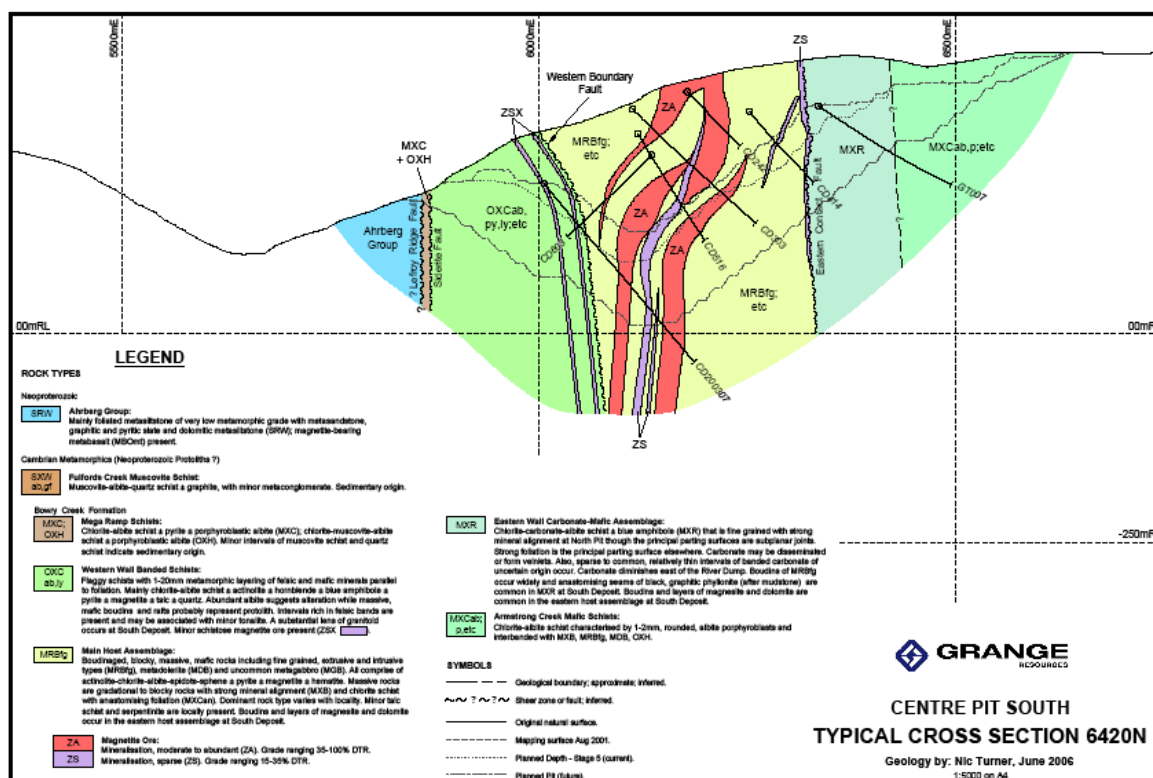 5500mE
6000mE
6500mE
ZS
Western Boundary
Fault
ZSX
ZA
MRBfg;
etc
MXC
+ OXH
MXR
MXCab,p;etc
CD242
GT007
OXCab,
py,ly;etc
Ahrberg
Group
? Lefroy Ridge Fault
Siderite Fault
Eastern Contact Fault
ZA
ZA
CD303
CD616
MRBfg;
etc
00mRL
CD200307
ZS
-250mR
LEGEND
ROCK TYPES
Neoproterozoic
SRW
Ahrberg Group:
Mainly foliated metasiltstone of very low metamorphic grade with metasandstone,
graphitic and pyritic slate and dolomitic metasiltstone (SRW); magnetite-bearing
metabasalt (MBOmt) present.
Cambrian Metamorphics (Neoproterozoic Protoliths ?)
SXW
ab,gf
Fulfords Creek Muscovite Schist:
Muscovite-albite-quartz schist ± graphite, with minor metaconglomerate. Sedimentary origin.
Bowry Creek Formation
MXC;
OXH
Mega Ramp Schists:
Chlorite-albite schist ± pyrite ± porphyroblastic albite (MXC); chlorite-muscovite-albite
schist ± porphyroblastic albite (OXH). Minor intervals of muscovite schist and quartz
schist indicate sedimentary origin.
OXC
ab,ly
Western Wall Banded Schists:
Flaggy schists with 1-20mm metamorphic layering of felsic and mafic minerals parallel
to foliation. Mainly chlorite-albite schist ± actinolite ± hornblende ± blue amphibole ±
pyrite ± magnetite ± talc ± quartz. Abundant albite suggests alteration while massive,
mafic boudins and rafts probably represent protolith. Intervals rich in felsic bands are
present and may be associated with minor tonalite. A substantial lens of granitoid
occurs at South Deposit. Minor schistose magnetite ore present (ZSX ).
MRBfg
Main Host Assemblage:
Boudinaged, blocky, massive, mafic rocks including fine grained, extrusive and intrusive
types (MRBfg), metadolerite (MDB) and uncommon metagabbro (MGB). All comprise of
actinolite-chlorite-albite-epidote-sphene ± pyrite ± magnetite ± hematite. Massive rocks
are gradational to blocky rocks with strong mineral alignment (MXB) and chlorite schist
with anastomising foliation (MXCan). Dominant rock type varies with locality. Minor talc
schist and serpentinite are locally present. Boudins and layers of magnesite and dolomite
occur in the eastern host assemblage at South Deposit.
ZA
ZS
Magnetite Ore:
Mineralisation, moderate to abundant (ZA). Grade ranging 35-100% DTR.
Mineralisation, sparse (ZS). Grade ranging 15-35% DTR.
MXR
Eastern Wall Carbonate-Mafic Assemblage:
Chlorite-carbonate-albite schist ± blue amphibole (MXR) that is fine grained with strong
mineral alignment at North Pit though the principal parting surfaces are subplanar joints.
Strong foliation is the principal parting surface elsewhere. Carbonate may be disseminated
or form veinlets. Also, sparse to common, relatively thin intervals of banded carbonate of
uncertain origin occur. Carbonate diminishes east of the River Dump. Boudins of MRBfg
occur widely and anastomising seams of black, graphitic phyllonite (after mudstone) are
common in MXR at South Deposit. Boudins and layers of magnesite and dolomite are
common in the eastern host assemblage at South Deposit.
MXCab;
p,etc
Armstrong Creek Mafic Schists:
Chlorite-albite schist characterised by 1-2mm, rounded, albite porphyroblasts and
interbanded with MXB, MRBfg, MDB, OXH.
SYMBOLS
Geological boundary; approximate; inferred.
? ? Shear zone or fault; inferred.
Original natural surface.
Mapping surface Aug 2001.
Planned Depth - Stage 5 (current).
Planned Pit (future).
GRANGE
RESOURCES
CENTRE PIT SOUTH
TYPICAL CROSS SECTION 6420N
Geology by: Nic Turner, June 2006
1:5000 on A4